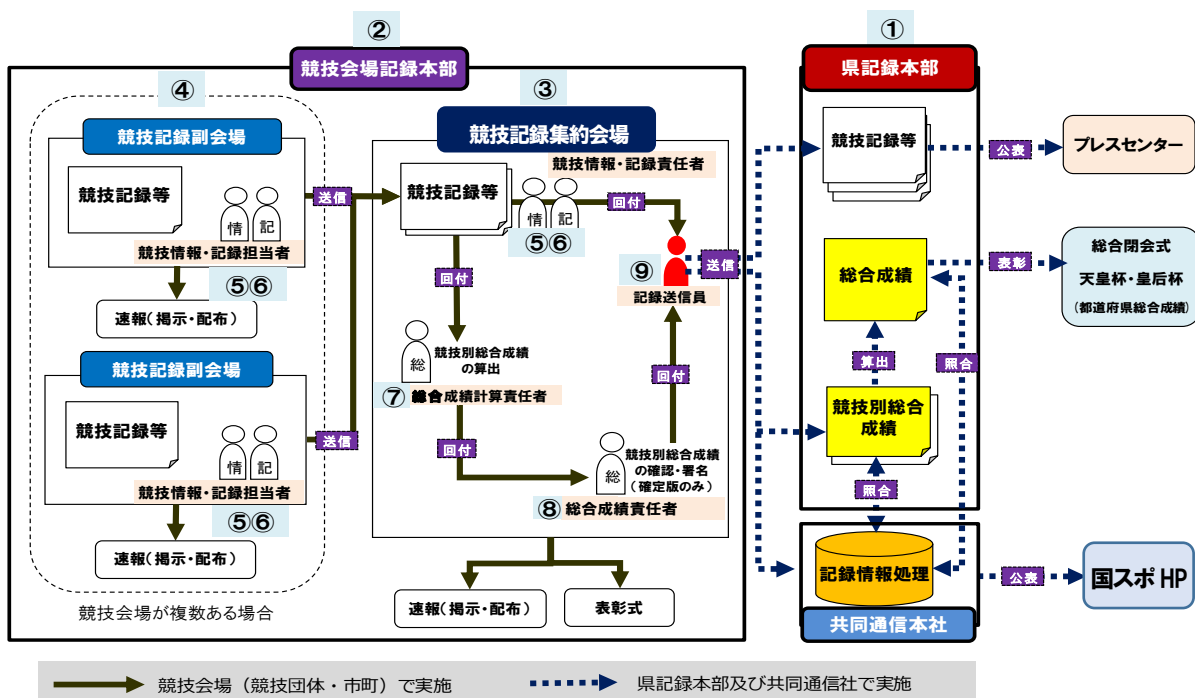 ②
競技会場記録本部
④
競技記録副会場
競技記録等
情
記
競技情報・記録担当者
⑤⑥
速報(掲示・配布)
競技記録副会場
競技記録等
情
記
競技情報・記録担当者
⑤⑥
速報(掲示・配布)
競技会場が複数ある場合
送信
送信
③
競技記録集約会場
競技情報・記録責任者
競技記録等
情
記
⑤⑥
回付
回付
⑨
記録送信員
送信
総
競技別総合成績
の算出
⑦
総合成績計算責任者
回付
回付
総
競技別総合成績
の確認・署名
(確定版のみ)
⑧
総合成績責任者
速報(掲示・配布)
表彰式
①
県記録本部
競技記録等
公表
プレスセンター
総合成績
表彰
総合閉会式
天皇杯・皇后杯
(都道府県総合成績)
算出
照合
競技別総合
成績
照合
記録情報処理
共同通信本社
公表
国スポHP
競技会場（競技団体・市町）で実施
県記録本部及び共同通信社で実施